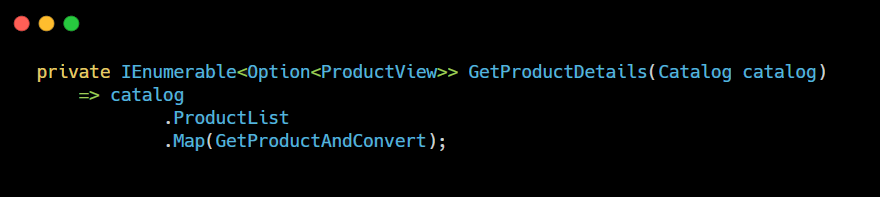 private IEnumerable<Option<ProductView>> GetProductDetails(Catalog catalog)
=> catalog
.ProductList
.Map(GetProductAndConvert);